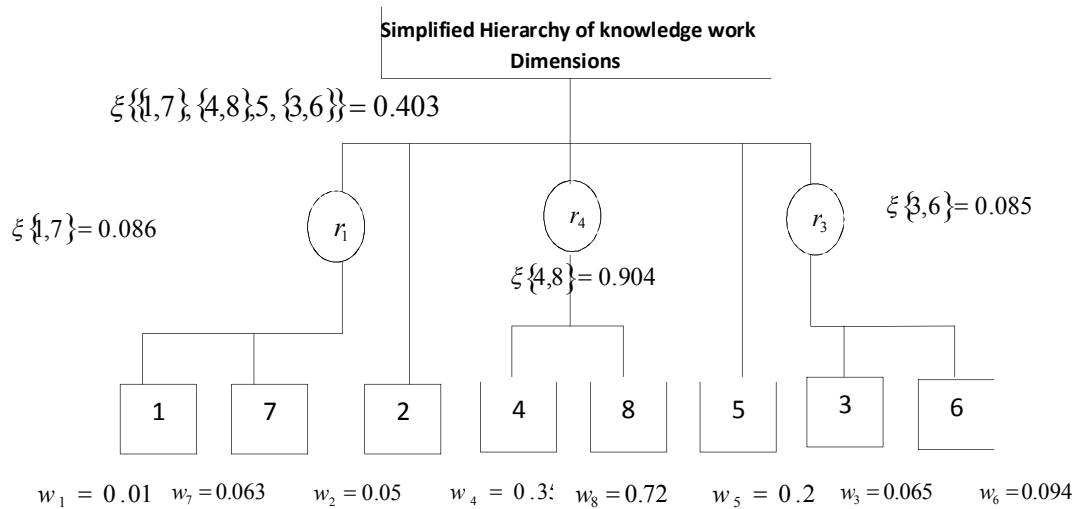 Simplified Hierarchy of knowledge work
Dimensions
ξ{{1,7},{4,8},5,{3,6}}= 0.403
ξ{1,7}= 0.086
r₁
r₄
r₃
ξ{3,6}= 0.085
ξ{4,8}= 0.904
1 7 2 4 8 5 3 6
w₁ = 0.01 w₇ = 0.063 w₂ = 0.05 w₄ = 0.35 w₈ = 0.72 w₅ = 0.2 w₃ = 0.065 w₆ = 0.094